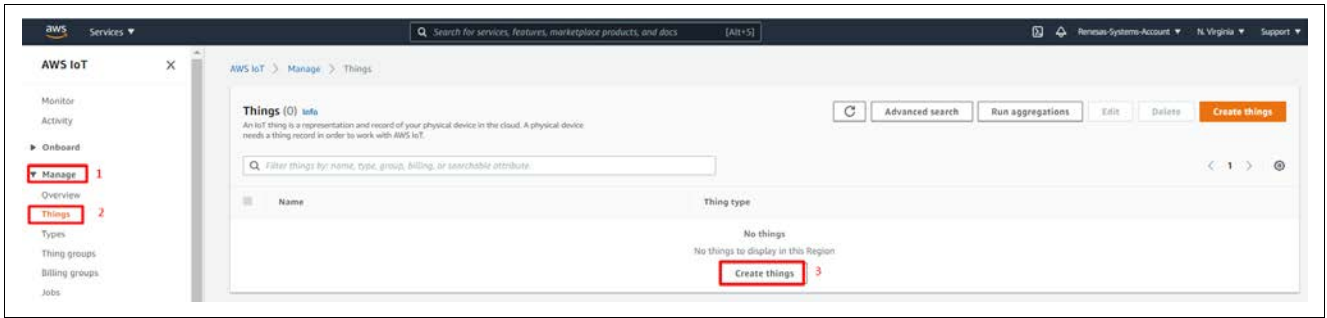 aws Services ▼ Search for services, features, marketplace products, and docs [Alt+S] Renesas-Systems-Account ▼ N. Virginia ▼ Support ▼
AWS IoT X
AWS IoT > Manage > Things
Monitor
Activity
▶ Onboard
▼ Manage 1
Overview
Things 2
Types
Thing groups
Billing groups
Jobs
Things (0) Info
An IoT thing is a representation and record of your physical device in the cloud. A physical device
needs a thing record in order to work with AWS IoT.
Advanced search Run aggregations Edit Delete Create things
Filter things by: name, type, group, billing, or searchable attribute.
< 1 >
Name Thing type
No things
No things to display in this Region
Create things 3